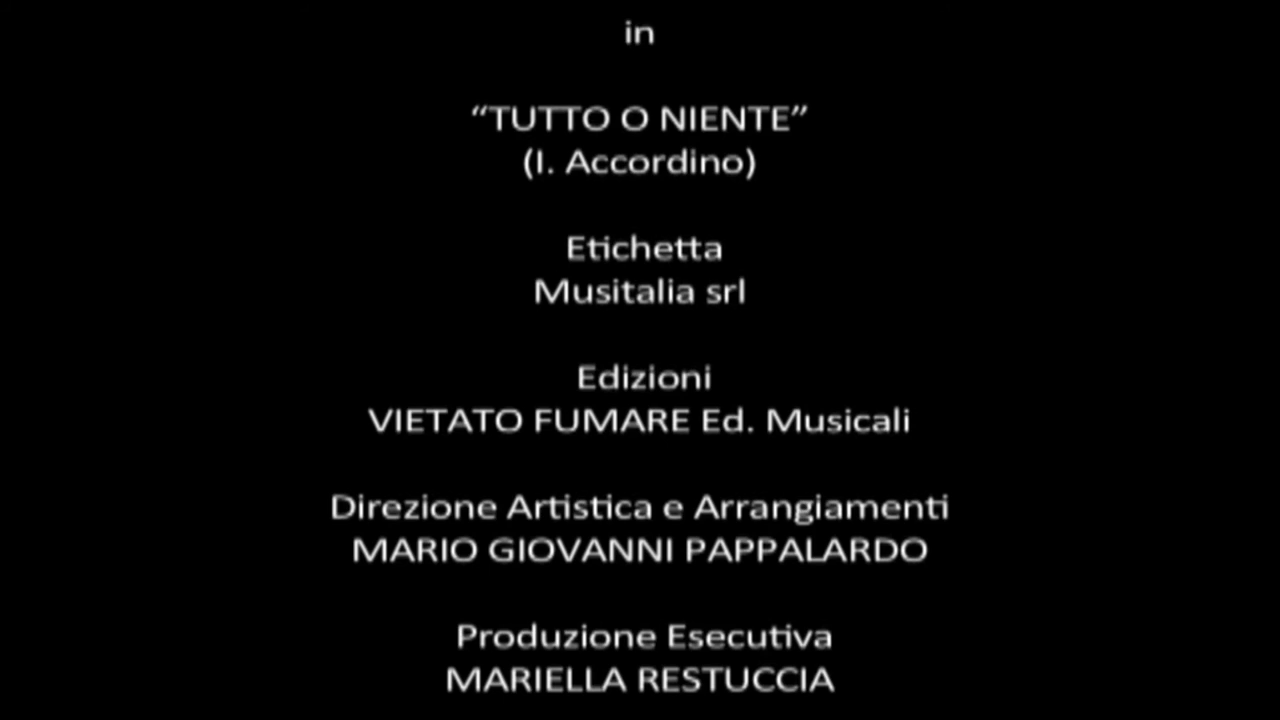 in
“TUTTO O NIENTE”
(I. Accordino)
Etichetta
Musitalia srl
Edizioni
VIETATO FUMARE Ed. Musicali
Direzione Artistica e Arrangiamenti
MARIO GIOVANNI PAPPALARDO
Produzione Esecutiva
MARIELLA RESTUCCIA